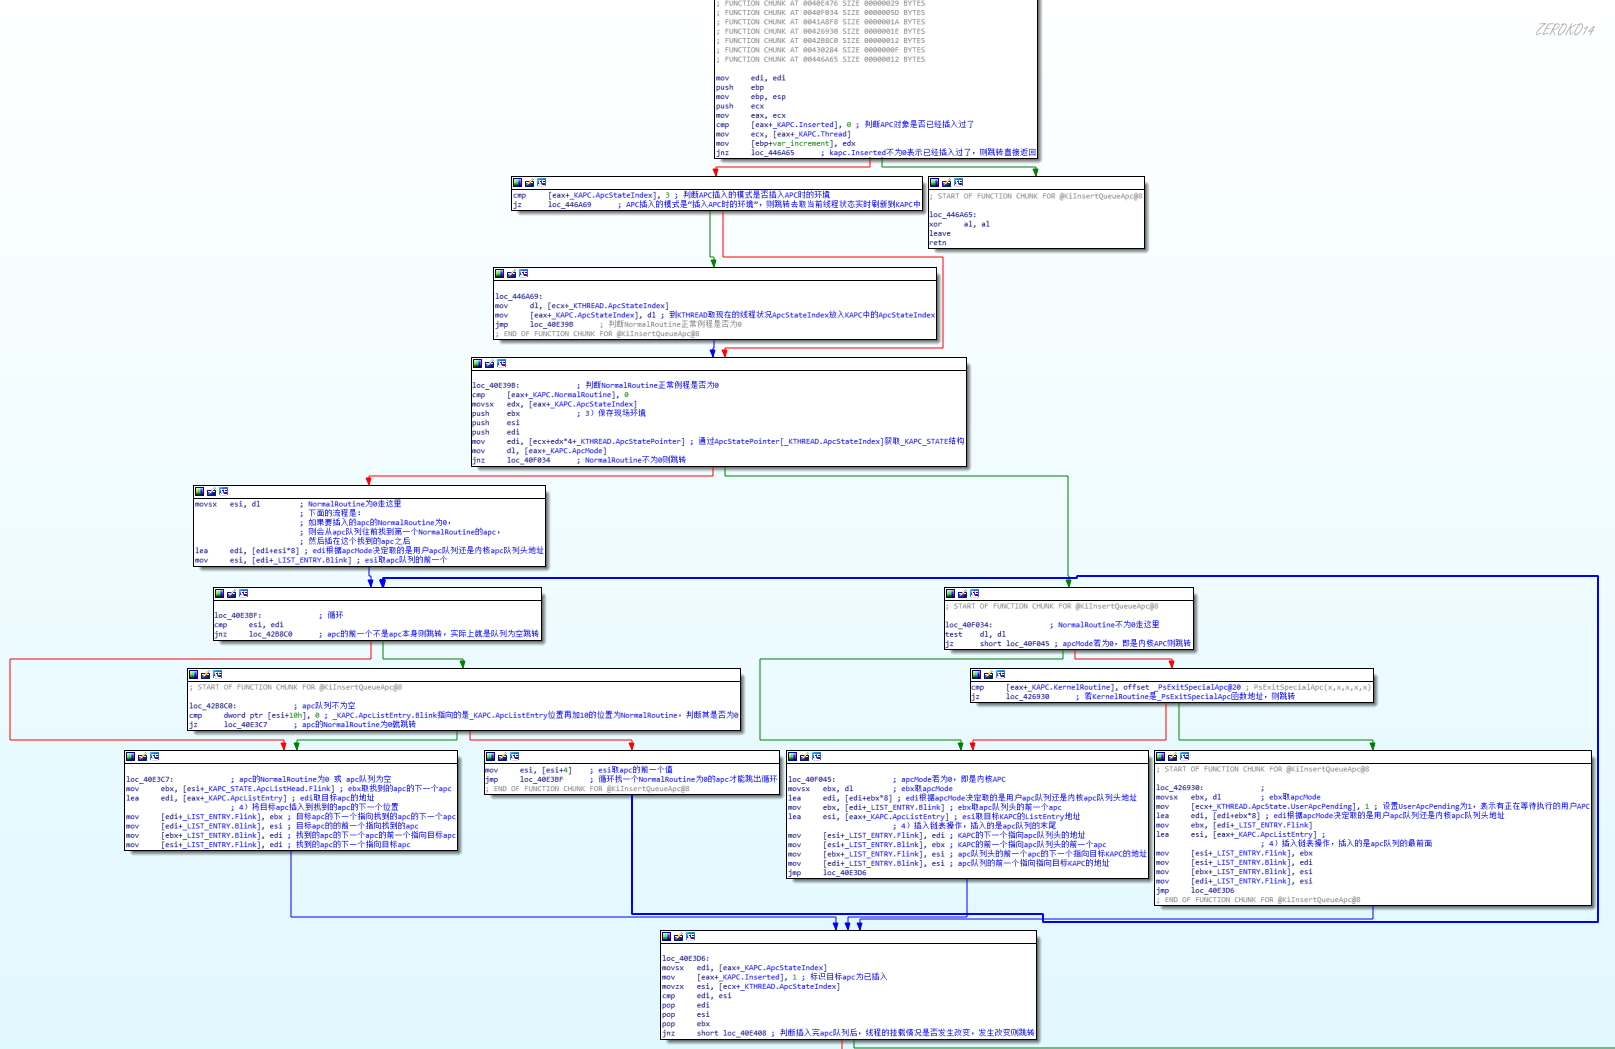 ; FUNCTION CHUNK AT 0040E476 SIZE 00000029 BYTES
; FUNCTION CHUNK AT 0040F034 SIZE 0000005D BYTES
; FUNCTION CHUNK AT 0041A8F8 SIZE 0000001A BYTES
; FUNCTION CHUNK AT 00426930 SIZE 0000001E BYTES
; FUNCTION CHUNK AT 0042B8C0 SIZE 00000012 BYTES
; FUNCTION CHUNK AT 00430284 SIZE 0000000F BYTES
; FUNCTION CHUNK AT 00446A65 SIZE 00000012 BYTES
ZEROKO14
mov edi, edi
push ebp
mov ebp, esp
push ecx
mov eax, ecx
cmp [eax+_KAPC.Inserted], 0 ; 判断APC对象是否已经插入过了
mov ecx, [eax+_KAPC.Thread]
mov [ebp+var_increment], edx
jnz loc_446A65 ; kapc.Inserted不为0表示已经插入过了，则跳转直接返回
cmp [eax+_KAPC.ApcStateIndex], 3 ; 判断APC插入的模式是否插入APC时的环境
jz loc_446A69 ; APC插入的模式是“插入APC时的环境”，则跳转去取当前线程状态实时刷新到KAPC中
; START OF FUNCTION CHUNK FOR @KiInsertQueueApc@8
loc_446A65:
xor al, al
leave
retn
loc_446A69:
mov dl, [ecx+_KTHREAD.ApcStateIndex]
mov [eax+_KAPC.ApcStateIndex], dl ; 到KTHREAD取现在的线程状况ApcStateIndex放入KAPC中的ApcStateIndex
jmp loc_40E39B ; 判断NormalRoutine正常例程是否为0
; END OF FUNCTION CHUNK FOR @KiInsertQueueApc@8
loc_40E39B: ; 判断NormalRoutine正常例程是否为0
cmp [eax+_KAPC.NormalRoutine], 0
movsx edx, [eax+_KAPC.ApcStateIndex]
push ebx ; 3）保存现场环境
push esi
push edi
mov edi, [ecx+edx*4+_KTHREAD.ApcStatePointer] ; 通过ApcStatePointer[_KTHREAD.ApcStateIndex]获取_KAPC_STATE结构
mov dl, [eax+_KAPC.ApcMode]
jnz loc_40F034 ; NormalRoutine不为0则跳转
movsx esi, dl ; NormalRoutine为0走这里
; 下面的流程是：
; 如果要插入的apc的NormalRoutine为0，
; 则会从apc队列往前找到第一个NormalRoutine的apc，
; 然后插在这个找到的apc之后
lea edi, [edi+esi*8] ; edi根据apcMode决定取的是用户apc队列还是内核apc队列头地址
mov esi, [edi+_LIST_ENTRY.Blink] ; esi取apc队列的前一个
loc_40E3BF: ; 循环
cmp esi, edi
jnz loc_42B8C0 ; apc的前一个不是apc本身则跳转，实际上就是队列为空跳转
; START OF FUNCTION CHUNK FOR @KiInsertQueueApc@8
loc_40F034: ; NormalRoutine不为0走这里
test dl, dl
jz short loc_40F045 ; apcMode若为0，即是内核APC则跳转
; START OF FUNCTION CHUNK FOR @KiInsertQueueApc@8
loc_42B8C0: ; apc队列不为空
cmp dword ptr [esi+10h], 0 ; _KAPC.ApcListEntry.Blink指向的是_KAPC.ApcListEntry位置再加10的位置为NormalRoutine，判断其是否为0
jz loc_40E3C7 ; apc的NormalRoutine为0就跳转
cmp [eax+_KAPC.KernelRoutine], offset _PsExitSpecialApc@20 ; PsExitSpecialApc(x,x,x,x,x)
jz loc_426930 ; 若KernelRoutine是_PsExitSpecialApc函数地址，则跳转
loc_40E3C7: ; apc的NormalRoutine为0 或 apc队列为空
mov ebx, [esi+_KAPC_STATE.ApcListHead.Flink] ; ebx取找到的apc的下一个apc
lea edi, [eax+_KAPC.ApcListEntry] ; edi取目标apc的地址
; 4）将目标apc插入到找到的apc的下一个位置
mov [edi+_LIST_ENTRY.Flink], ebx ; 目标apc的下一个指向找到的apc的下一个apc
mov [edi+_LIST_ENTRY.Blink], esi ; 目标apc的的前一个指向找到的apc
mov [ebx+_LIST_ENTRY.Blink], edi ; 找到的apc的下一个apc的前一个指向目标apc
mov [esi+_LIST_ENTRY.Flink], edi ; 找到的apc的下一个指向目标apc
mov esi, [esi+4] ; esi取apc的前一个值
jmp loc_40E3BF ; 循环找一个NormalRoutine为0的apc才能跳出循环
; END OF FUNCTION CHUNK FOR @KiInsertQueueApc@8
loc_40F045: ; apcMode若为0，即是内核APC
movsx ebx, dl ; ebx取apcMode
lea edi, [edi+ebx*8] ; edi根据apcMode决定取的是用户apc队列还是内核apc队列头地址
mov ebx, [edi+_LIST_ENTRY.Blink] ; ebx取Apc队列头的前一个apc
lea esi, [eax+_KAPC.ApcListEntry] ; esi取目标KAPC的ListEntry地址
; 4）插入链表操作，插入的是apc队列的末尾
mov [esi+_LIST_ENTRY.Flink], edi ; KAPC的下一个指向apc队列头的地址
mov [esi+_LIST_ENTRY.Blink], ebx ; KAPC的前一个指向apc队列头的前一个apc
mov [ebx+_LIST_ENTRY.Flink], esi ; apc队列头的前一个apc的下一个指向目标KAPC的地址
mov [edi+_LIST_ENTRY.Blink], esi ; apc队列的前一个指向指向目标KAPC的地址
jmp loc_40E3D6
; START OF FUNCTION CHUNK FOR @KiInsertQueueApc@8
loc_426930: ;
movsx ebx, dl ; ebx取apcMode
mov [ecx+_KTHREAD.ApcState.UserApcPending], 1 ; 设置UserApcPending为1，表示有正在等待执行的用户APC
lea edi, [edi+ebx*8] ; edi根据apcMode决定取的是用户apc队列还是内核apc队列头地址
mov ebx, [edi+_LIST_ENTRY.Flink]
lea esi, [eax+_KAPC.ApcListEntry] ;
; 4）插入链表操作，插入的是apc队列的最前面
mov [esi+_LIST_ENTRY.Flink], ebx
mov [esi+_LIST_ENTRY.Blink], edi
mov [ebx+_LIST_ENTRY.Blink], esi
mov [edi+_LIST_ENTRY.Flink], esi
jmp loc_40E3D6
; END OF FUNCTION CHUNK FOR @KiInsertQueueApc@8
loc_40E3D6:
movsx edi, [eax+_KAPC.ApcStateIndex]
mov [eax+_KAPC.Inserted], 1 ; 标识目标apc为已插入
movzx esi, [ecx+_KTHREAD.ApcStateIndex]
cmp edi, esi
pop edi
pop esi
pop ebx
jnz short loc_40E408 ; 判断插入完apc队列后，线程的挂载情况是否发生改变，发生改变则跳转